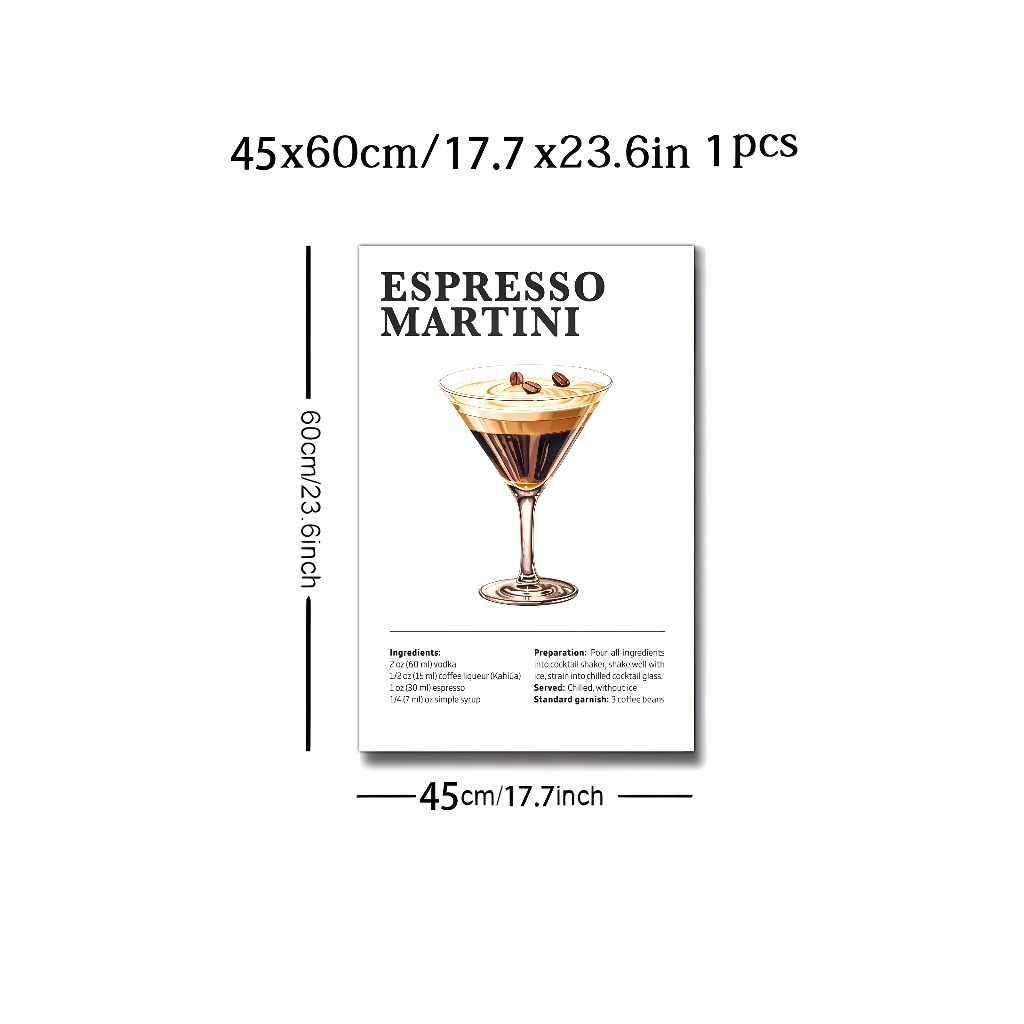 45x60cm/17.7 x23.6in 1pcs
ESPRESSO
MARTINI
60cm/23.6inch
Ingredients:
2 oz (60 ml) vodka
1/2 oz (15 ml) coffee liqueur (Kahlúa)
1 oz (30 ml) espresso
1/4 (7 ml) oz simple syrup
Preparation: Pour all ingredients
into cocktail shaker, shake well with
ice, strain into chilled cocktail glass.
Served: Chilled, without ice
Standard garnish: 3 coffee beans
45cm/17.7inch